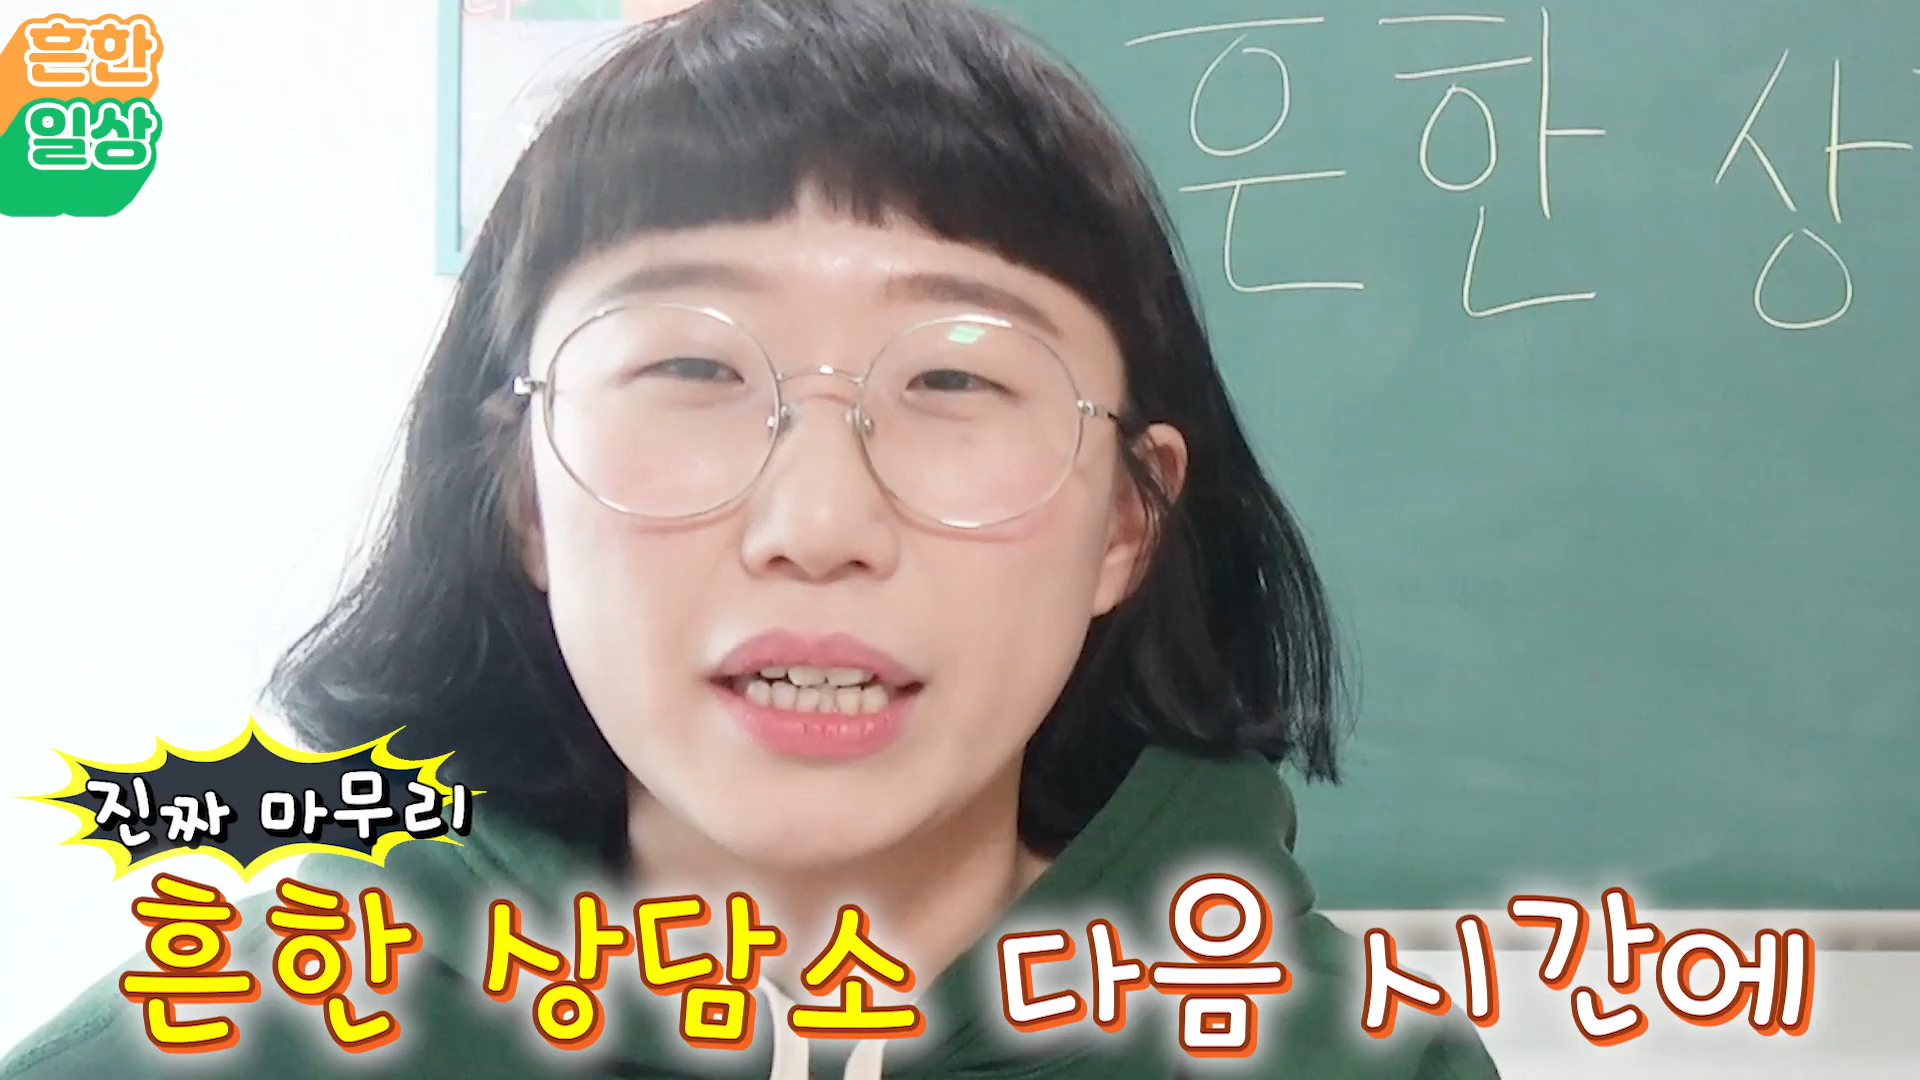 흔한
일상
흔한 상
진짜 마무리
흔한 상담소 다음 시간에